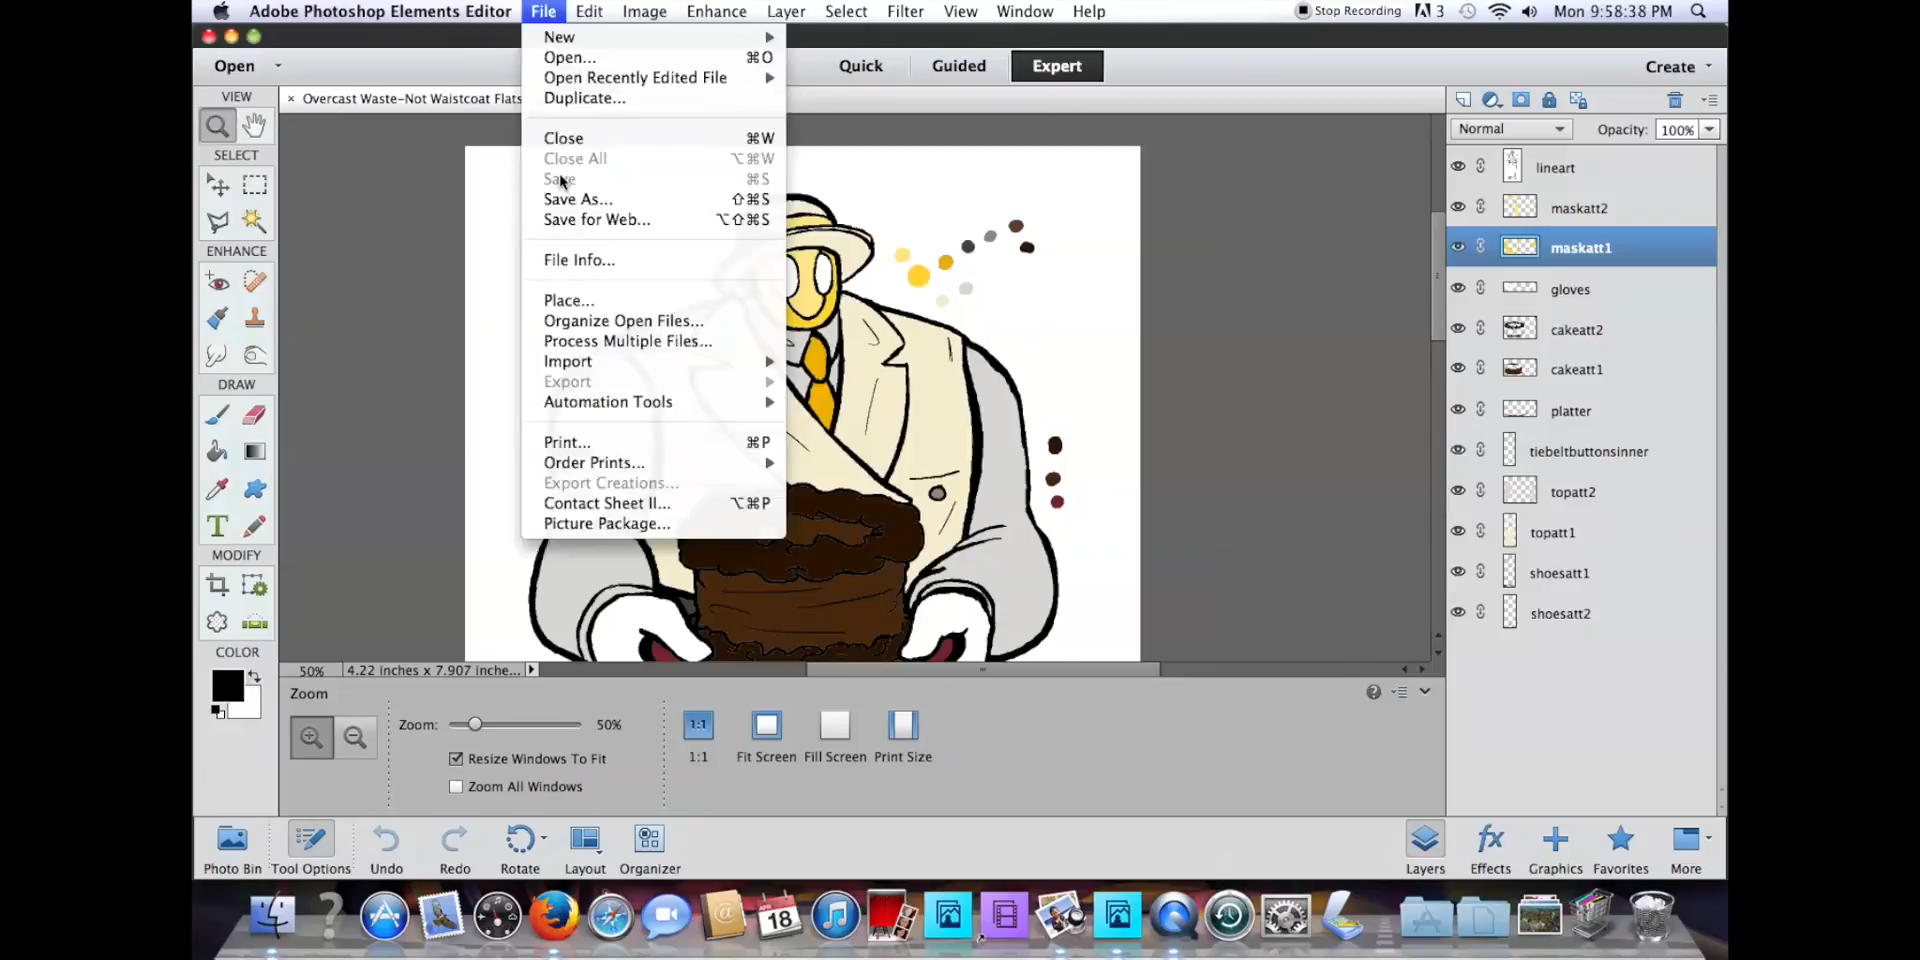 Adobe Photoshop Elements Editor File Edit Image Enhance Layer Select Filter View Window Help Stop Recording 3 Mon 9:58:38 PM
Open Quick Guided Expert Create
Overcast Waste-Not Waistcoat Flats
New
Open... ⌘O
Open Recently Edited File
Duplicate...
Close ⌘W
Close All ⌥⌘W
Save ⌘S
Save As... ⇧⌘S
Save for Web... ⌥⇧⌘S
File Info...
Place...
Organize Open Files...
Process Multiple Files...
Import
Export
Automation Tools
Print... ⌘P
Order Prints...
Export Creations...
Contact Sheet II... ⌥⌘P
Picture Package...
VIEW
SELECT
ENHANCE
DRAW
T
MODIFY
COLOR
Normal Opacity: 100%
lineart
maskatt2
maskatt1
gloves
cakeatt2
cakeatt1
platter
tiebeltbuttonsinner
topatt2
topatt1
shoesatt1
shoesatt2
50% 4.22 inches x 7.907 inche...
Zoom
Zoom: 50%
Resize Windows To Fit
Zoom All Windows
1:1
1:1 Fit Screen Fill Screen Print Size
Photo Bin Tool Options Undo Redo Rotate Layout Organizer
fx
Layers Effects Graphics Favorites More
APR
18